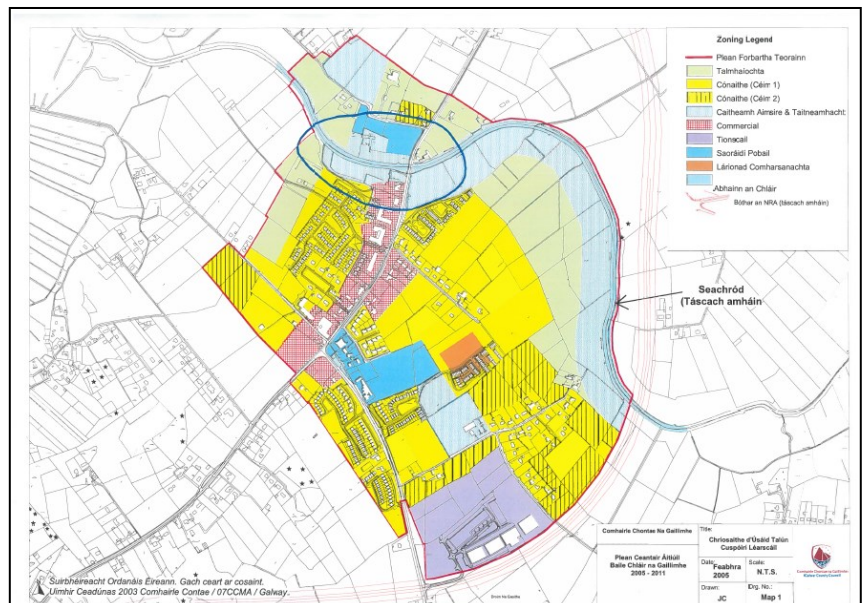 Zoning Legend
Plean Forbartha Teorainn
Talmhaíochta
Cónaithe (Céim 1)
Cónaithe (Céim 2)
Caitheamh Aimsire & Taitneamhacht
Commercial
Tionscail
Saoráidí Pobail
Lárionad Comharsanachta
Abhainn an Chláir
Bóthar an NRA (táscach amháin)
Seachród
(Táscach amháin
Suirbhéireacht Ordanáis Éireann. Gach ceart ar cosaint.
Uimhir Ceadúnas 2003 Comhairle Contae / 07CCMA / Galway.
Comhairle Chontae Na Gaillimhe
Plean Ceantair Áitiúil
Baile Chláir na Gaillimhe
2005 - 2011
Title:
Chriosaithe d'Úsáid Talún
Cuspóirí Léarscáil
Date:
Feabhra
2005
Scale:
N.T.S.
Drawn:
JC
Drg. No.:
Map 1